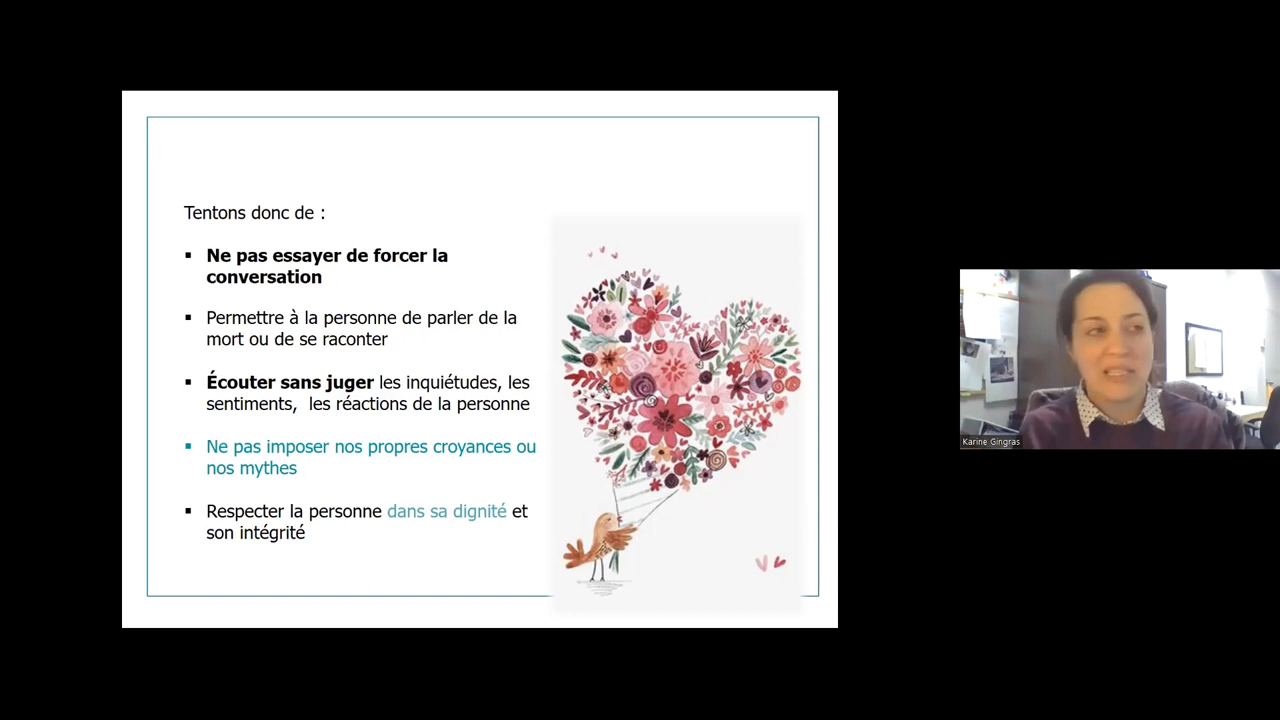 Tentons donc de :
▪ Ne pas essayer de forcer la
conversation
▪ Permettre à la personne de parler de la
mort ou de se raconter
▪ Écouter sans juger les inquiétudes, les
sentiments,  les réactions de la personne
▪ Ne pas imposer nos propres croyances ou
nos mythes
▪ Respecter la personne dans sa dignité et
son intégrité
Karine Gingras